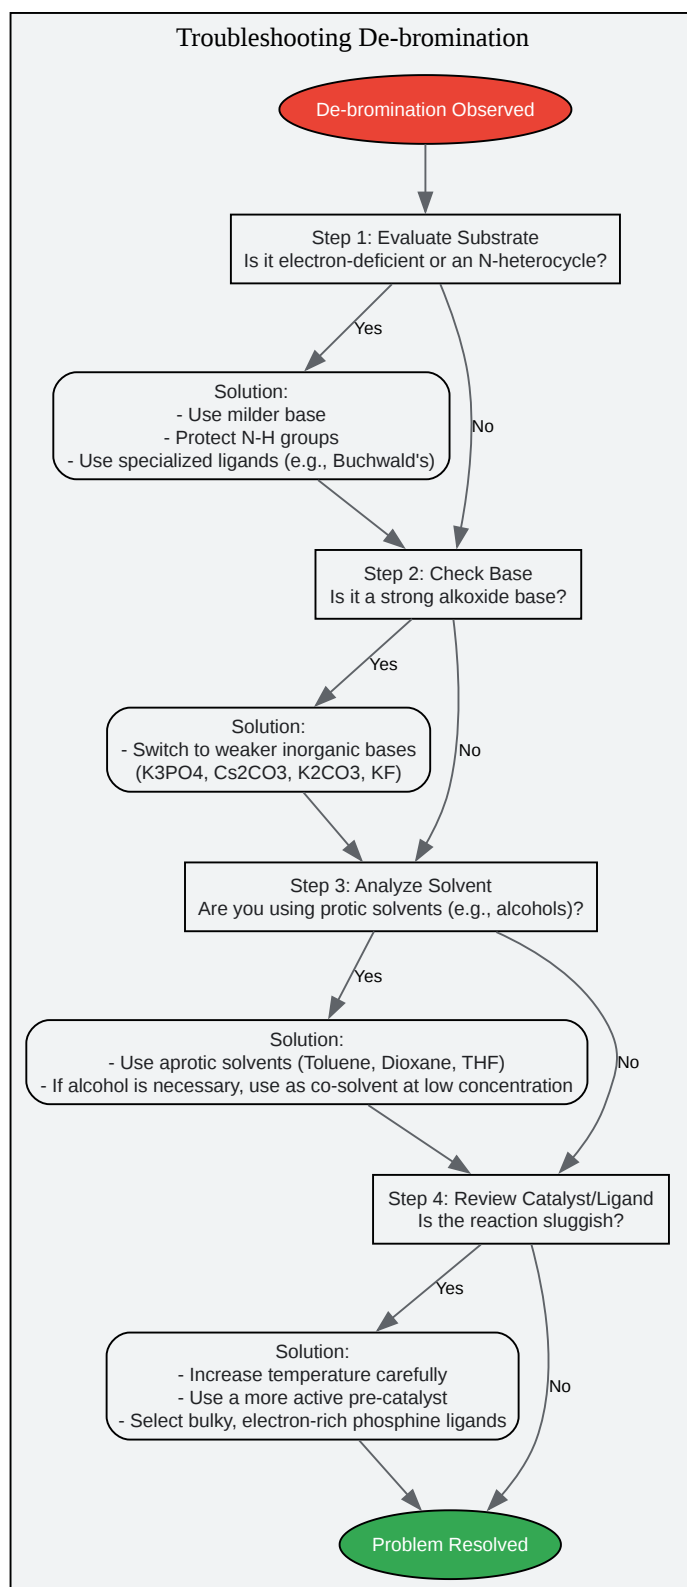 Troubleshooting De-bromination
De-bromination Observed
Step 1: Evaluate Substrate
Is it electron-deficient or an N-heterocycle?
Yes
Solution:
- Use milder base
- Protect N-H groups
- Use specialized ligands (e.g., Buchwald's)
No
Step 2: Check Base
Is it a strong alkoxide base?
Yes
Solution:
- Switch to weaker inorganic bases
(K3PO4, Cs2CO3, K2CO3, KF)
No
Step 3: Analyze Solvent
Are you using protic solvents (e.g., alcohols)?
Yes
Solution:
- Use aprotic solvents (Toluene, Dioxane, THF)
- If alcohol is necessary, use as co-solvent at low concentration
No
Step 4: Review Catalyst/Ligand
Is the reaction sluggish?
Yes
Solution:
- Increase temperature carefully
- Use a more active pre-catalyst
- Select bulky, electron-rich phosphine ligands
No
Problem Resolved